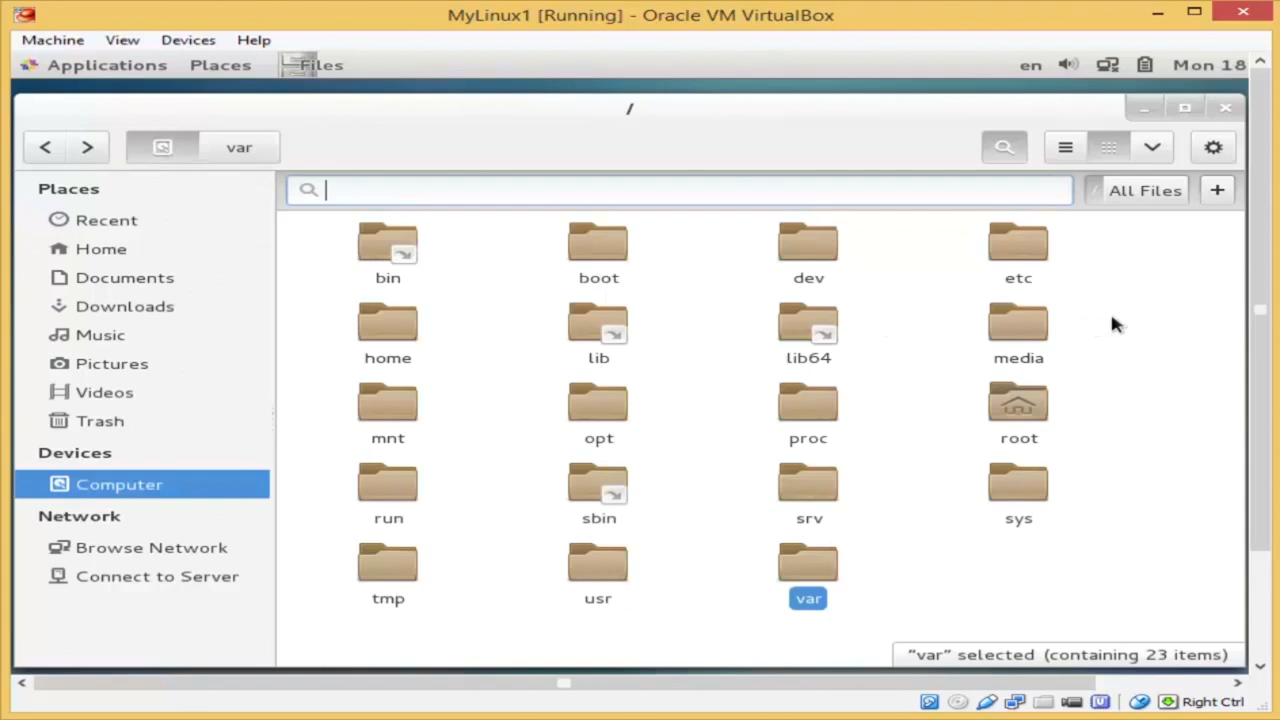 MyLinux1 [Running] - Oracle VM VirtualBox
Machine View Devices Help
Applications Places Files en Mon 18
/
var
All Files
Places
Recent
Home
Documents
Downloads
Music
Pictures
Videos
Trash
Devices
Computer
Network
Browse Network
Connect to Server
bin boot dev etc
home lib lib64 media
mnt opt proc root
run sbin srv sys
tmp usr var
"var" selected (containing 23 items)
Right Ctrl